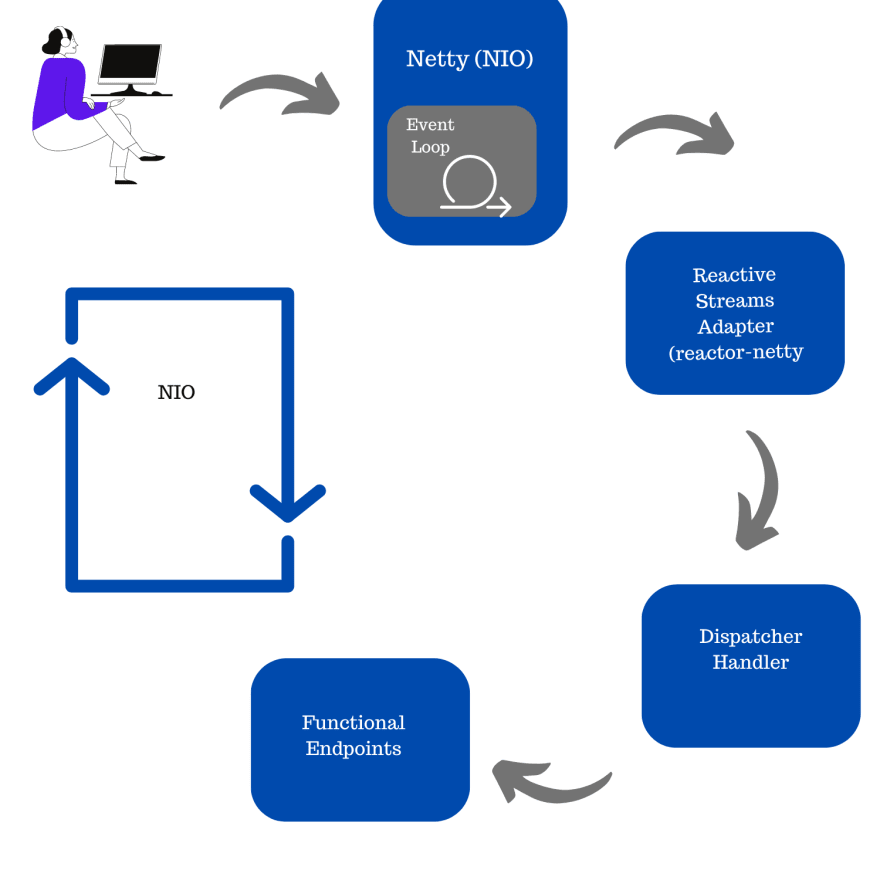 Netty (NIO)
Event
Loop
Reactive
Streams
Adapter
(reactor-netty
NIO
Dispatcher
Handler
Functional
Endpoints